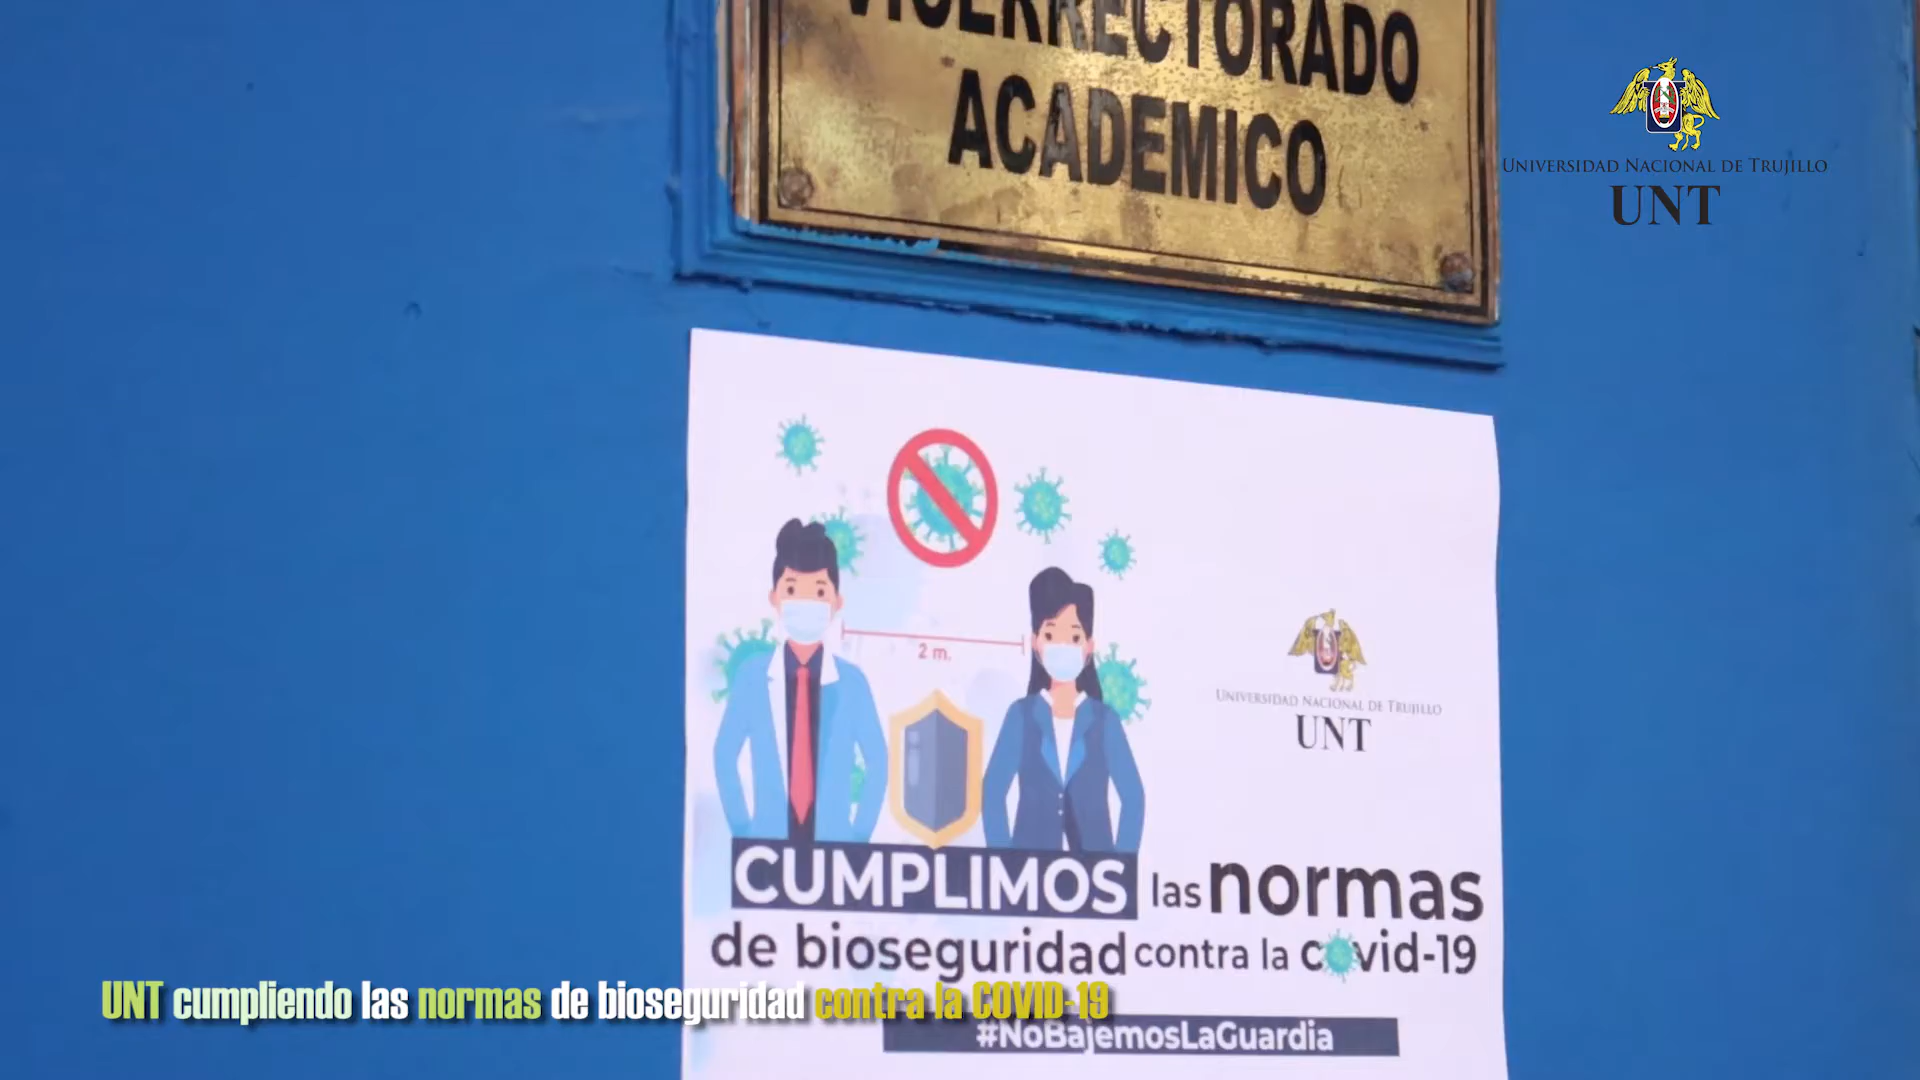 VICERRECTORADO
ACADEMICO
UNIVERSIDAD NACIONAL DE TRUJILLO
UNT
2 m.
UNIVERSIDAD NACIONAL DE TRUJILLO
UNT
CUMPLIMOS las normas
de bioseguridad contra la covid-19
#NoBajemosLaGuardia
UNT cumpliendo las normas de bioseguridad contra la COVID-19